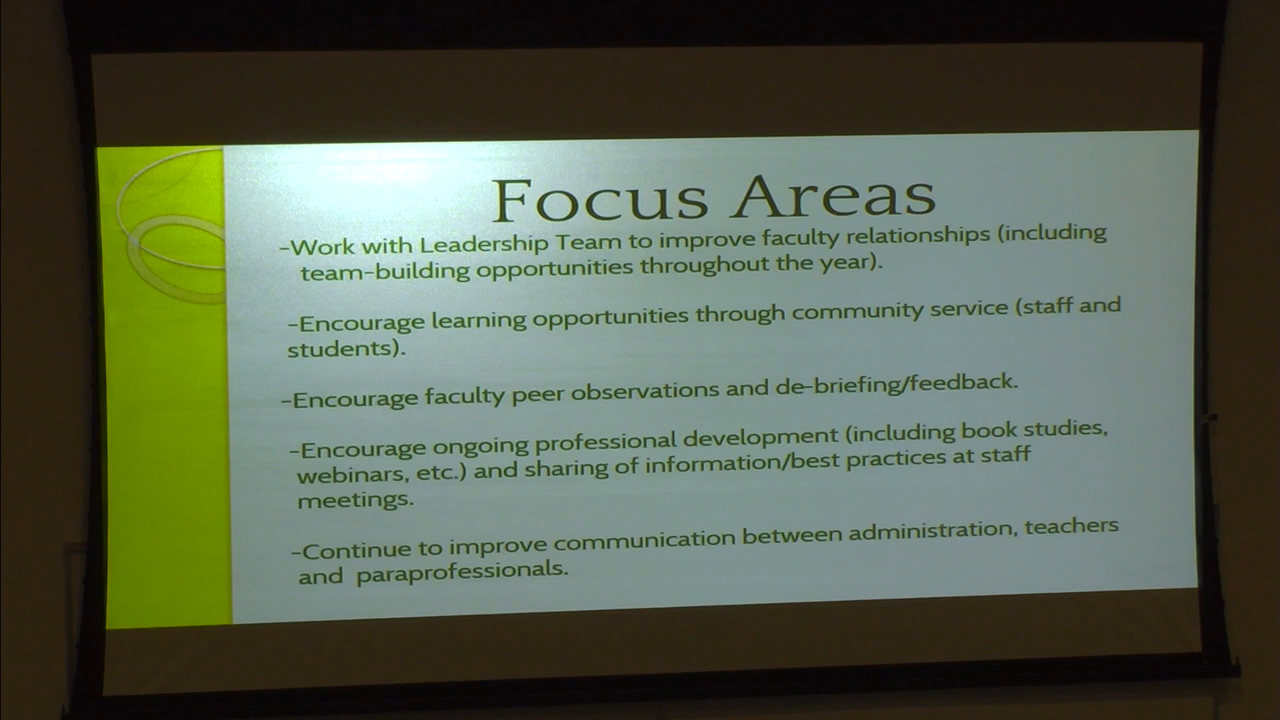 Focus Areas
-Work with Leadership Team to improve faculty relationships (including
team-building opportunities throughout the year).
-Encourage learning opportunities through community service (staff and
students).
-Encourage faculty peer observations and de-briefing/feedback.
-Encourage ongoing professional development (including book studies,
webinars, etc.) and sharing of information/best practices at staff
meetings.
-Continue to improve communication between administration, teachers
and paraprofessionals.